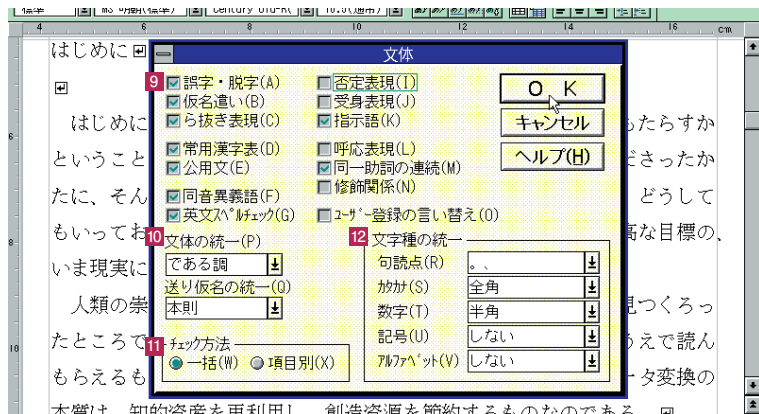 標準 MS 明朝(標準) Century Old-R( 10.5(通常)
4 6 8 10 12 14 16 cm
はじめに
文体
9
誤字・脱字(A)
仮名遣い(B)
ら抜き表現(C)
常用漢字表(D)
公用文(E)
同音異義語(F)
英文スペルチェック(G)
否定表現(I)
受身表現(J)
指示語(K)
呼応表現(L)
同一助詞の連続(M)
修飾関係(N)
ユーザー登録の言い替え(O)
OK
キャンセル
ヘルプ(H)
10
文体の統一(P)
である調
送り仮名の統一(Q)
本則
11
チェック方法
一括(W) 項目別(X)
12
文字種の統一
句読点(R) 。、
カタカナ(S) 全角
数字(T) 半角
記号(U) しない
アルファベット(V) しない
はじめに もたらすか
ということ ださったか
たに、そん どうして
もいってお 高な目標の、
いま現実に
人類の崇 見つくろっ
たところで うえで読ん
もらえるも ータ変換の
本質は、知的資産を再利用し、創造資源を節約するものなのである。
6
8
10